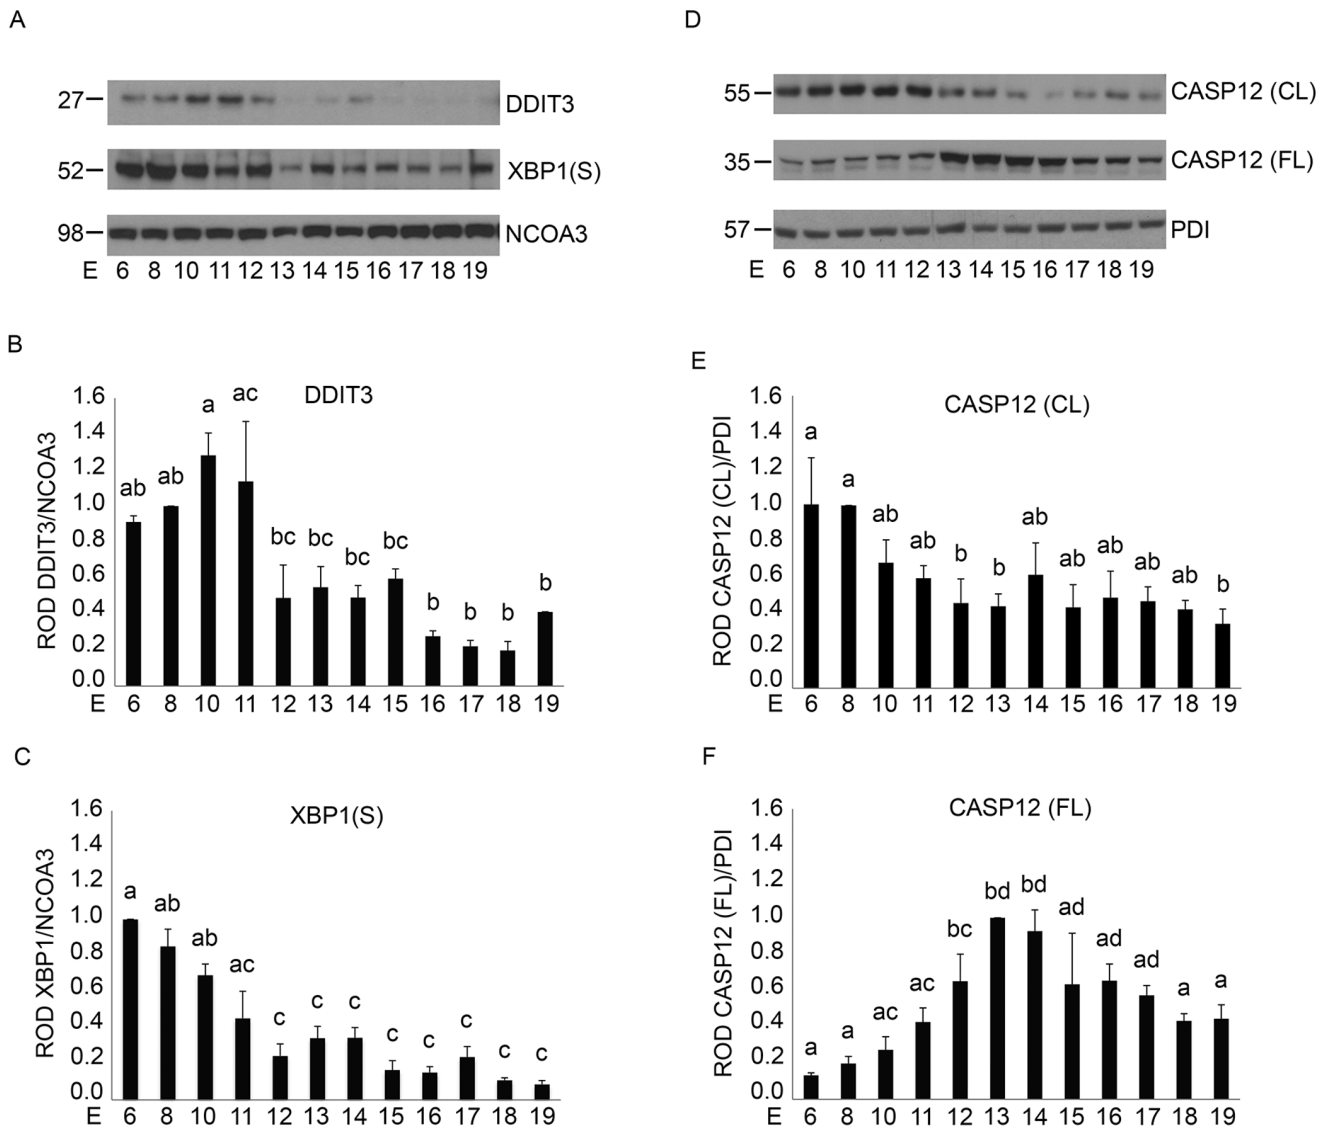 A
27
DDIT3
52
XBP1(S)
98
NCOA3
E 6 8 10 11 12 13 14 15 16 17 18 19
D
55
CASP12 (CL)
35
CASP12 (FL)
57
PDI
E 6 8 10 11 12 13 14 15 16 17 18 19
B
DDIT3
ROD DDIT3/NCOA3
1.6
1.4
1.2
1.0
0.8
0.6
0.4
0.2
0.0
ab ab a ac bc bc bc bc b b b b
E 6 8 10 11 12 13 14 15 16 17 18 19
E
CASP12 (CL)
ROD CASP12 (CL)/PDI
1.6
1.4
1.2
1.0
0.8
0.6
0.4
0.2
0.0
a a ab ab b b ab ab ab ab ab b
E 6 8 10 11 12 13 14 15 16 17 18 19
C
XBP1(S)
ROD XBP1/NCOA3
1.6
1.4
1.2
1.0
0.8
0.6
0.4
0.2
0.0
a ab ab ac c c c c c c c c
E 6 8 10 11 12 13 14 15 16 17 18 19
F
CASP12 (FL)
ROD CASP12 (FL)/PDI
1.6
1.4
1.2
1.0
0.8
0.6
0.4
0.2
0.0
a a ac ac bc bd bd ad ad ad a a
E 6 8 10 11 12 13 14 15 16 17 18 19